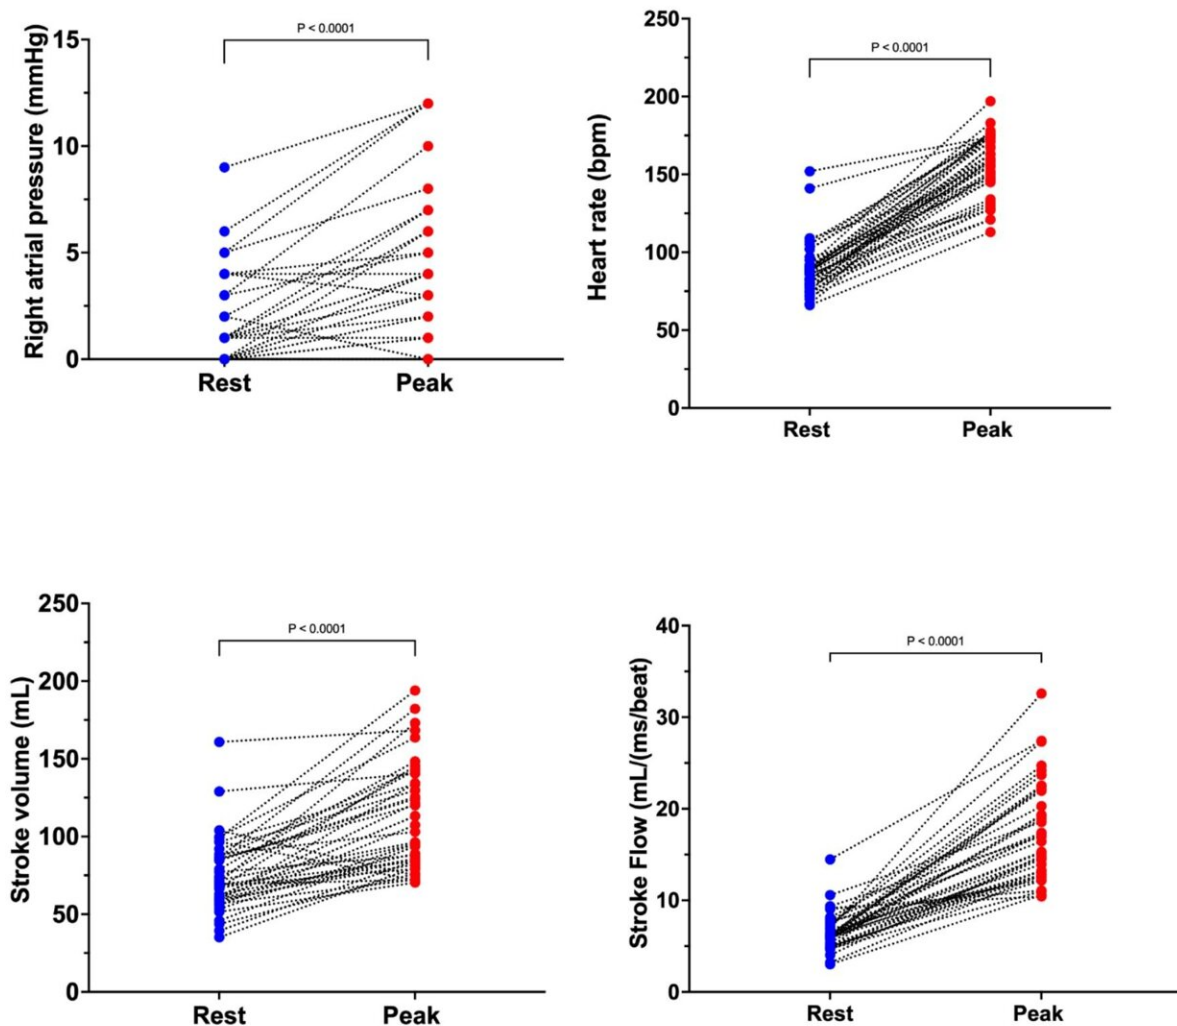 P < 0.0001
Right atrial pressure (mmHg)
15
10
5
0
Rest
Peak
P < 0.0001
Heart rate (bpm)
250
200
150
100
50
0
Rest
Peak
P < 0.0001
Stroke volume (mL)
250
200
150
100
50
0
Rest
Peak
P < 0.0001
Stroke Flow (mL/(ms/beat)
40
30
20
10
0
Rest
Peak